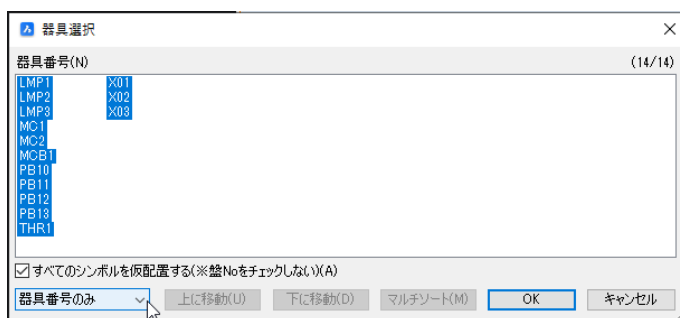 器具選択
器具番号(N) (14/14)
LMP1 X01
LMP2 X02
LMP3 X03
MC1
MC2
MCB1
PB10
PB11
PB12
PB13
THR1
すべてのシンボルを仮配置する(※盤Noをチェックしない)(A)
器具番号のみ 上に移動(U) 下に移動(D) マルチソート(M) OK キャンセル